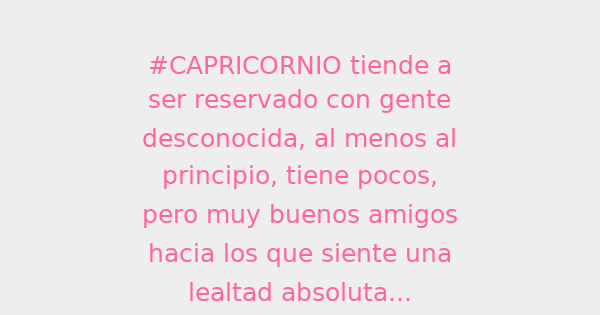 #CAPRICORNIO tiende a
ser reservado con gente
desconocida, al menos al
principio, tiene pocos,
pero muy buenos amigos
hacia los que siente una
lealtad absoluta...